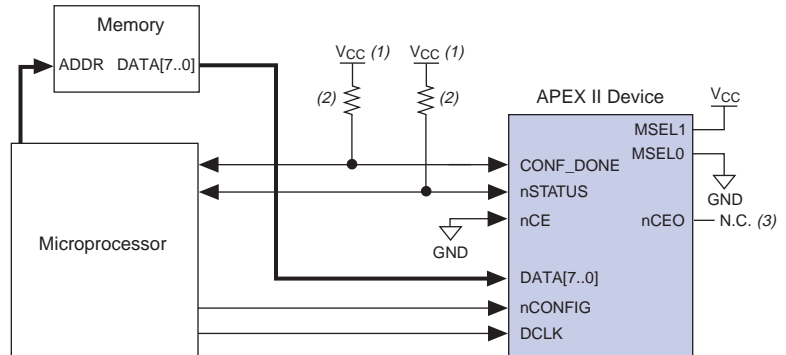 Memory
ADDR DATA[7..0]
VCC (1) VCC (1)
(2) (2)
APEX II Device
VCC
MSEL1
MSEL0
GND
CONF_DONE
nSTATUS
nCE
nCEO N.C. (3)
GND
Microprocessor
DATA[7..0]
nCONFIG
DCLK